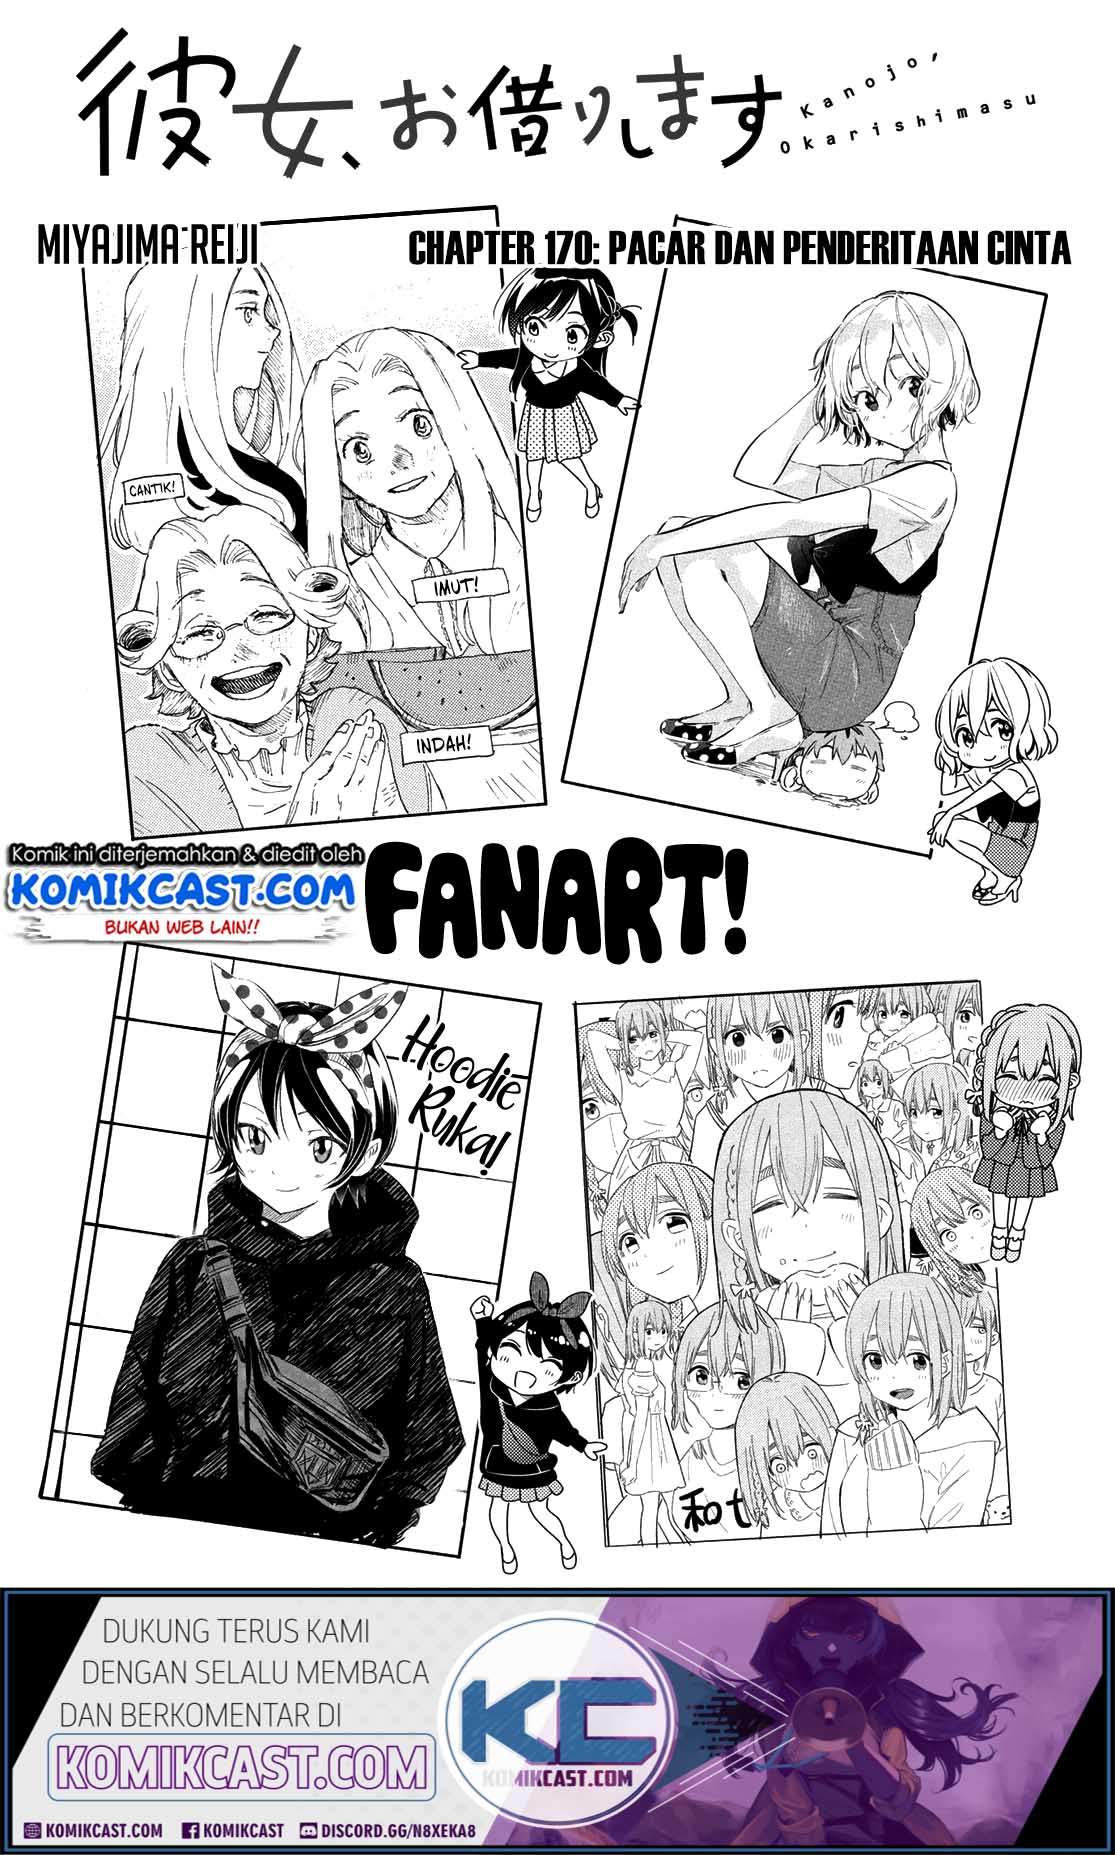 彼女、お借りします
Kanojo,
Okarishimasu
MIYAJIMA REIJI
CHAPTER 170: PACAR DAN PENDERITAAN CINTA
CANTIK!
IMUT!
INDAH!
Komik ini diterjemahkan & diedit oleh
KOMIKCAST.COM
BUKAN WEB LAIN!!
FANART!
Hoodie
Ruka!
和t
DUKUNG TERUS KAMI
DENGAN SELALU MEMBACA
DAN BERKOMENTAR DI
KOMIKCAST.COM
KC
KOMIKCAST.COM
KOMIKCAST.COM KOMIKCAST DISCORD.GG/N8XEKA8